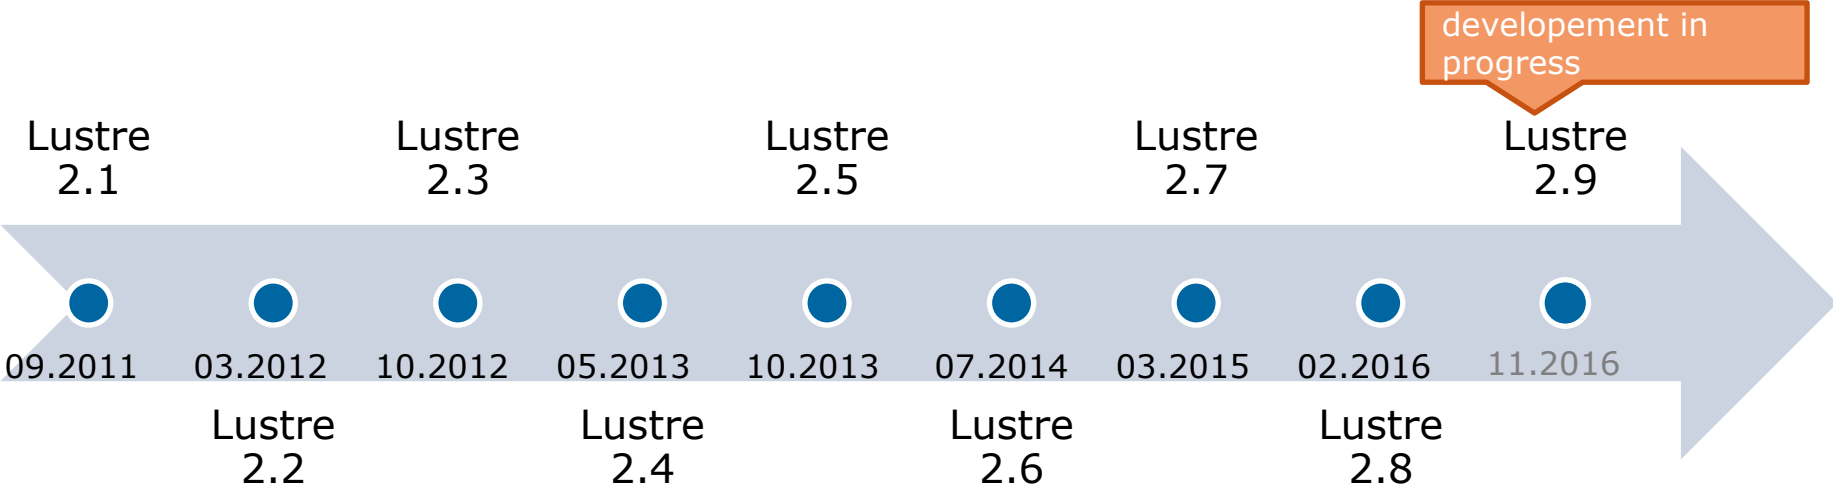 developement in
progress
Lustre
2.1
Lustre
2.3
Lustre
2.5
Lustre
2.7
Lustre
2.9
09.2011
03.2012
10.2012
05.2013
10.2013
07.2014
03.2015
02.2016
11.2016
Lustre
2.2
Lustre
2.4
Lustre
2.6
Lustre
2.8